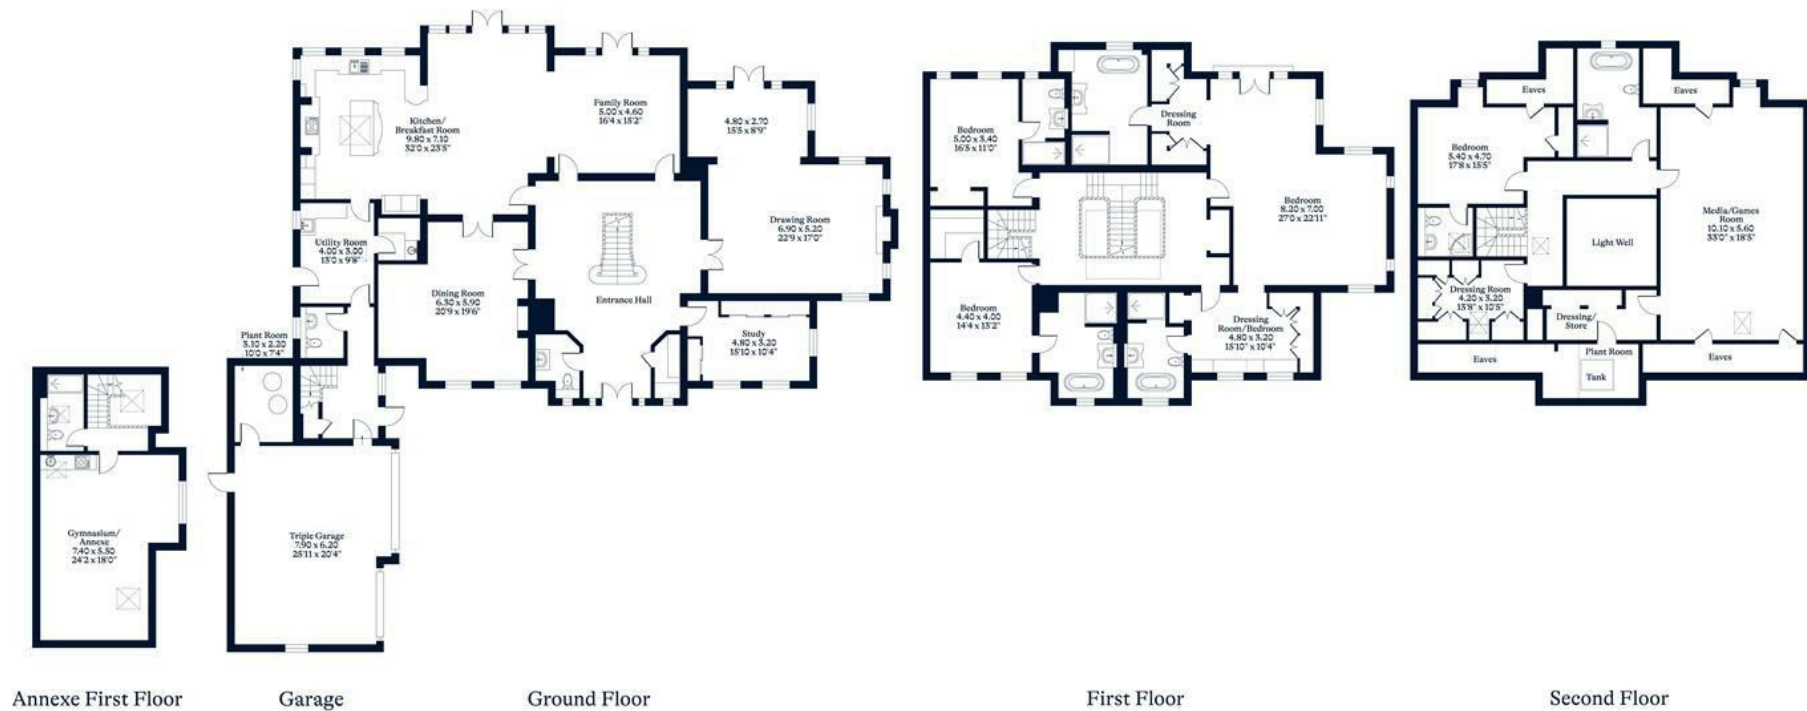 Kitchen/
Breakfast Room
9.80 x 7.10
32'0 x 23'3"
Family Room
5.00 x 4.60
16'4 x 15'2"
4.80 x 2.70
15'5 x 8'9"
Drawing Room
6.90 x 5.20
22'9 x 17'0"
Utility Room
4.00 x 3.00
13'0 x 9'8"
Dining Room
6.30 x 5.90
20'9 x 19'6"
Entrance Hall
Study
4.80 x 3.20
15'10 x 10'4"
Plant Room
3.10 x 2.20
10'0 x 7'4"
Triple Garage
7.90 x 6.20
25'11 x 20'4"
Gymnasium/
Annexe
7.40 x 5.50
24'2 x 18'0"
Bedroom
5.00 x 3.40
16'5 x 11'0"
Dressing
Room
Bedroom
8.20 x 7.00
27'0 x 22'11"
Bedroom
4.40 x 4.00
14'4 x 13'2"
Dressing
Room/Bedroom
4.80 x 3.20
15'10" x 10'4"
Eaves
Eaves
Bedroom
5.40 x 4.70
17'8 x 15'5"
Media/Games
Room
10.10 x 5.60
33'0" x 18'5"
Light Well
Dressing Room
4.20 x 3.20
13'8" x 10'5"
Dressing/
Store
Plant Room
Tank
Eaves
Eaves
Annexe First Floor
Garage
Ground Floor
First Floor
Second Floor